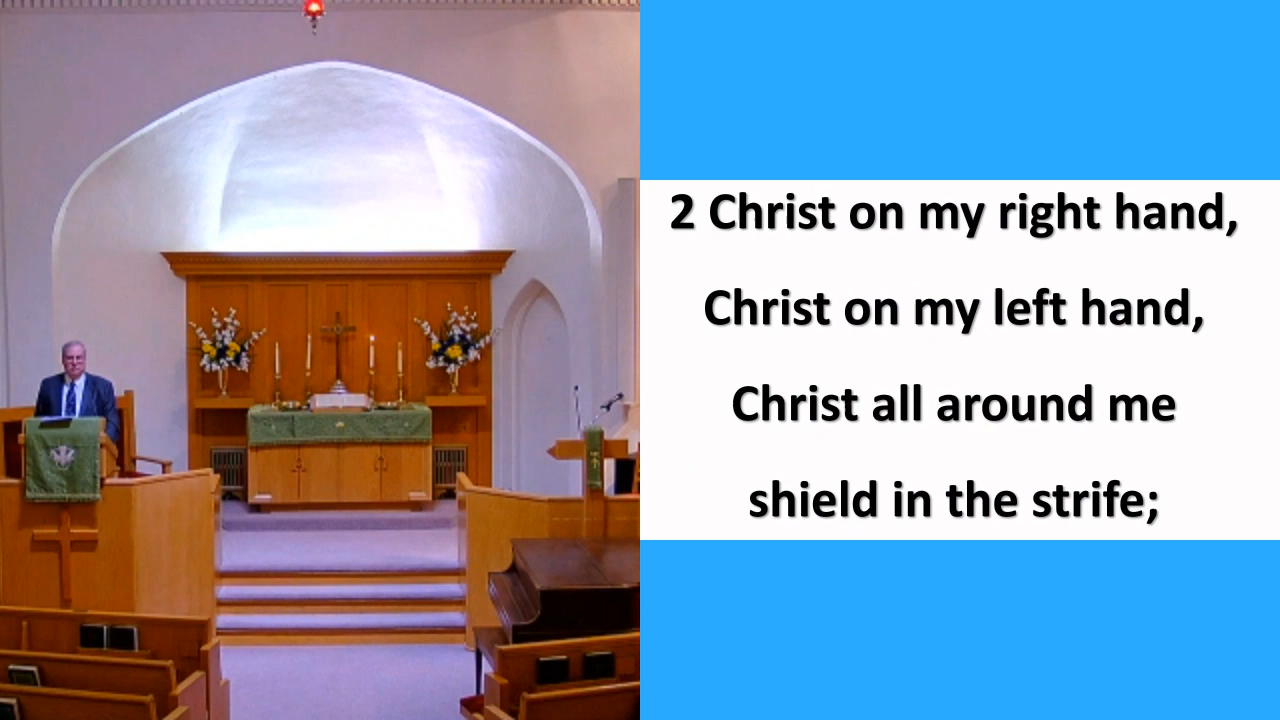 2 Christ on my right hand,
Christ on my left hand,
Christ all around me
shield in the strife;